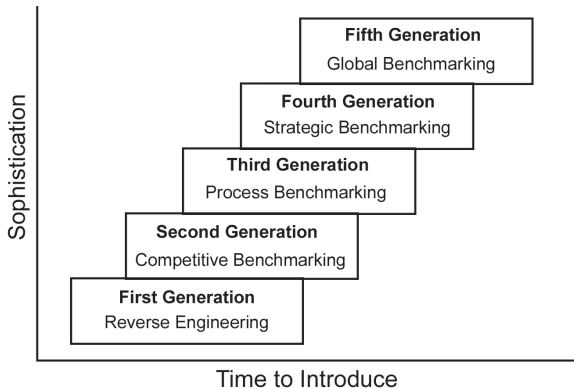 Fifth Generation
Global Benchmarking
Fourth Generation
Strategic Benchmarking
Third Generation
Process Benchmarking
Second Generation
Competitive Benchmarking
First Generation
Reverse Engineering
Sophistication
Time to Introduce